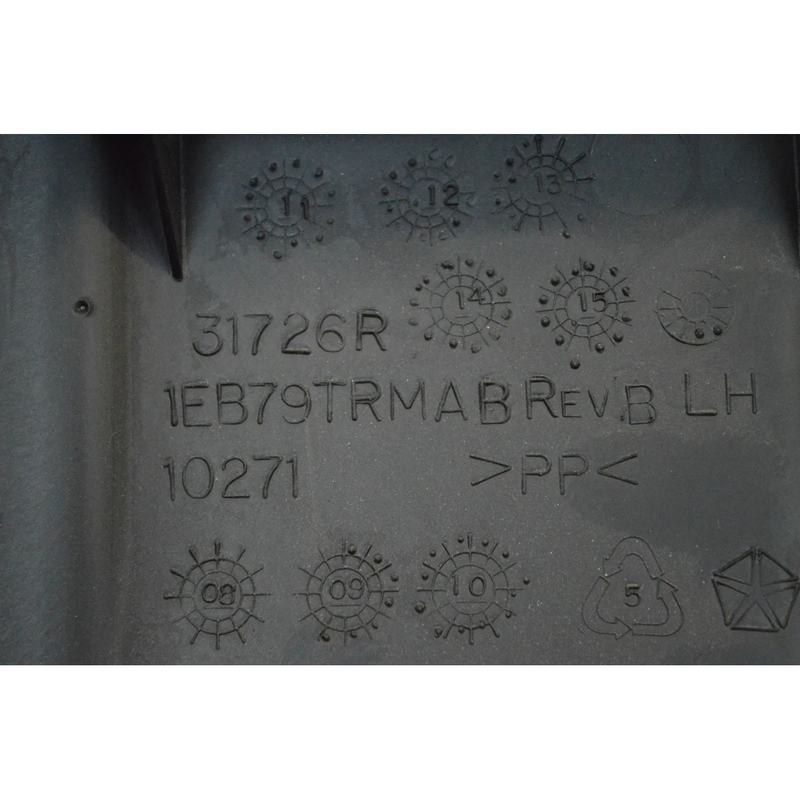 11 12 13
14 15
31726R
1EB79TRMAB REV.B LH
10271 >PP<
08 09 10 5